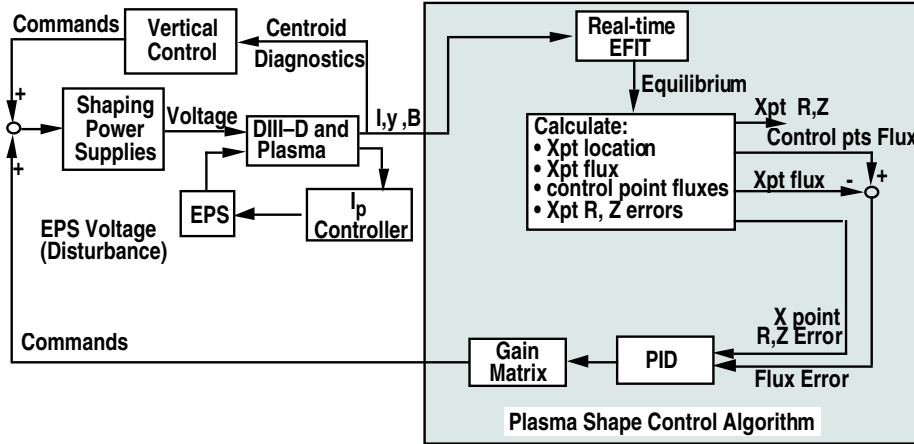 Commands
Vertical
Control
Centroid
Diagnostics
+
+
Shaping
Power
Supplies
Voltage
DIII–D and
Plasma
I,y ,B
EPS
Ip
Controller
EPS Voltage
(Disturbance)
Real-time
EFIT
Equilibrium
Calculate:
• Xpt location
• Xpt flux
• control point fluxes
• Xpt R, Z errors
Xpt R,Z
Control pts Flux
Xpt flux
-
+
X point
R,Z Error
Flux Error
PID
Gain
Matrix
Commands
Plasma Shape Control Algorithm